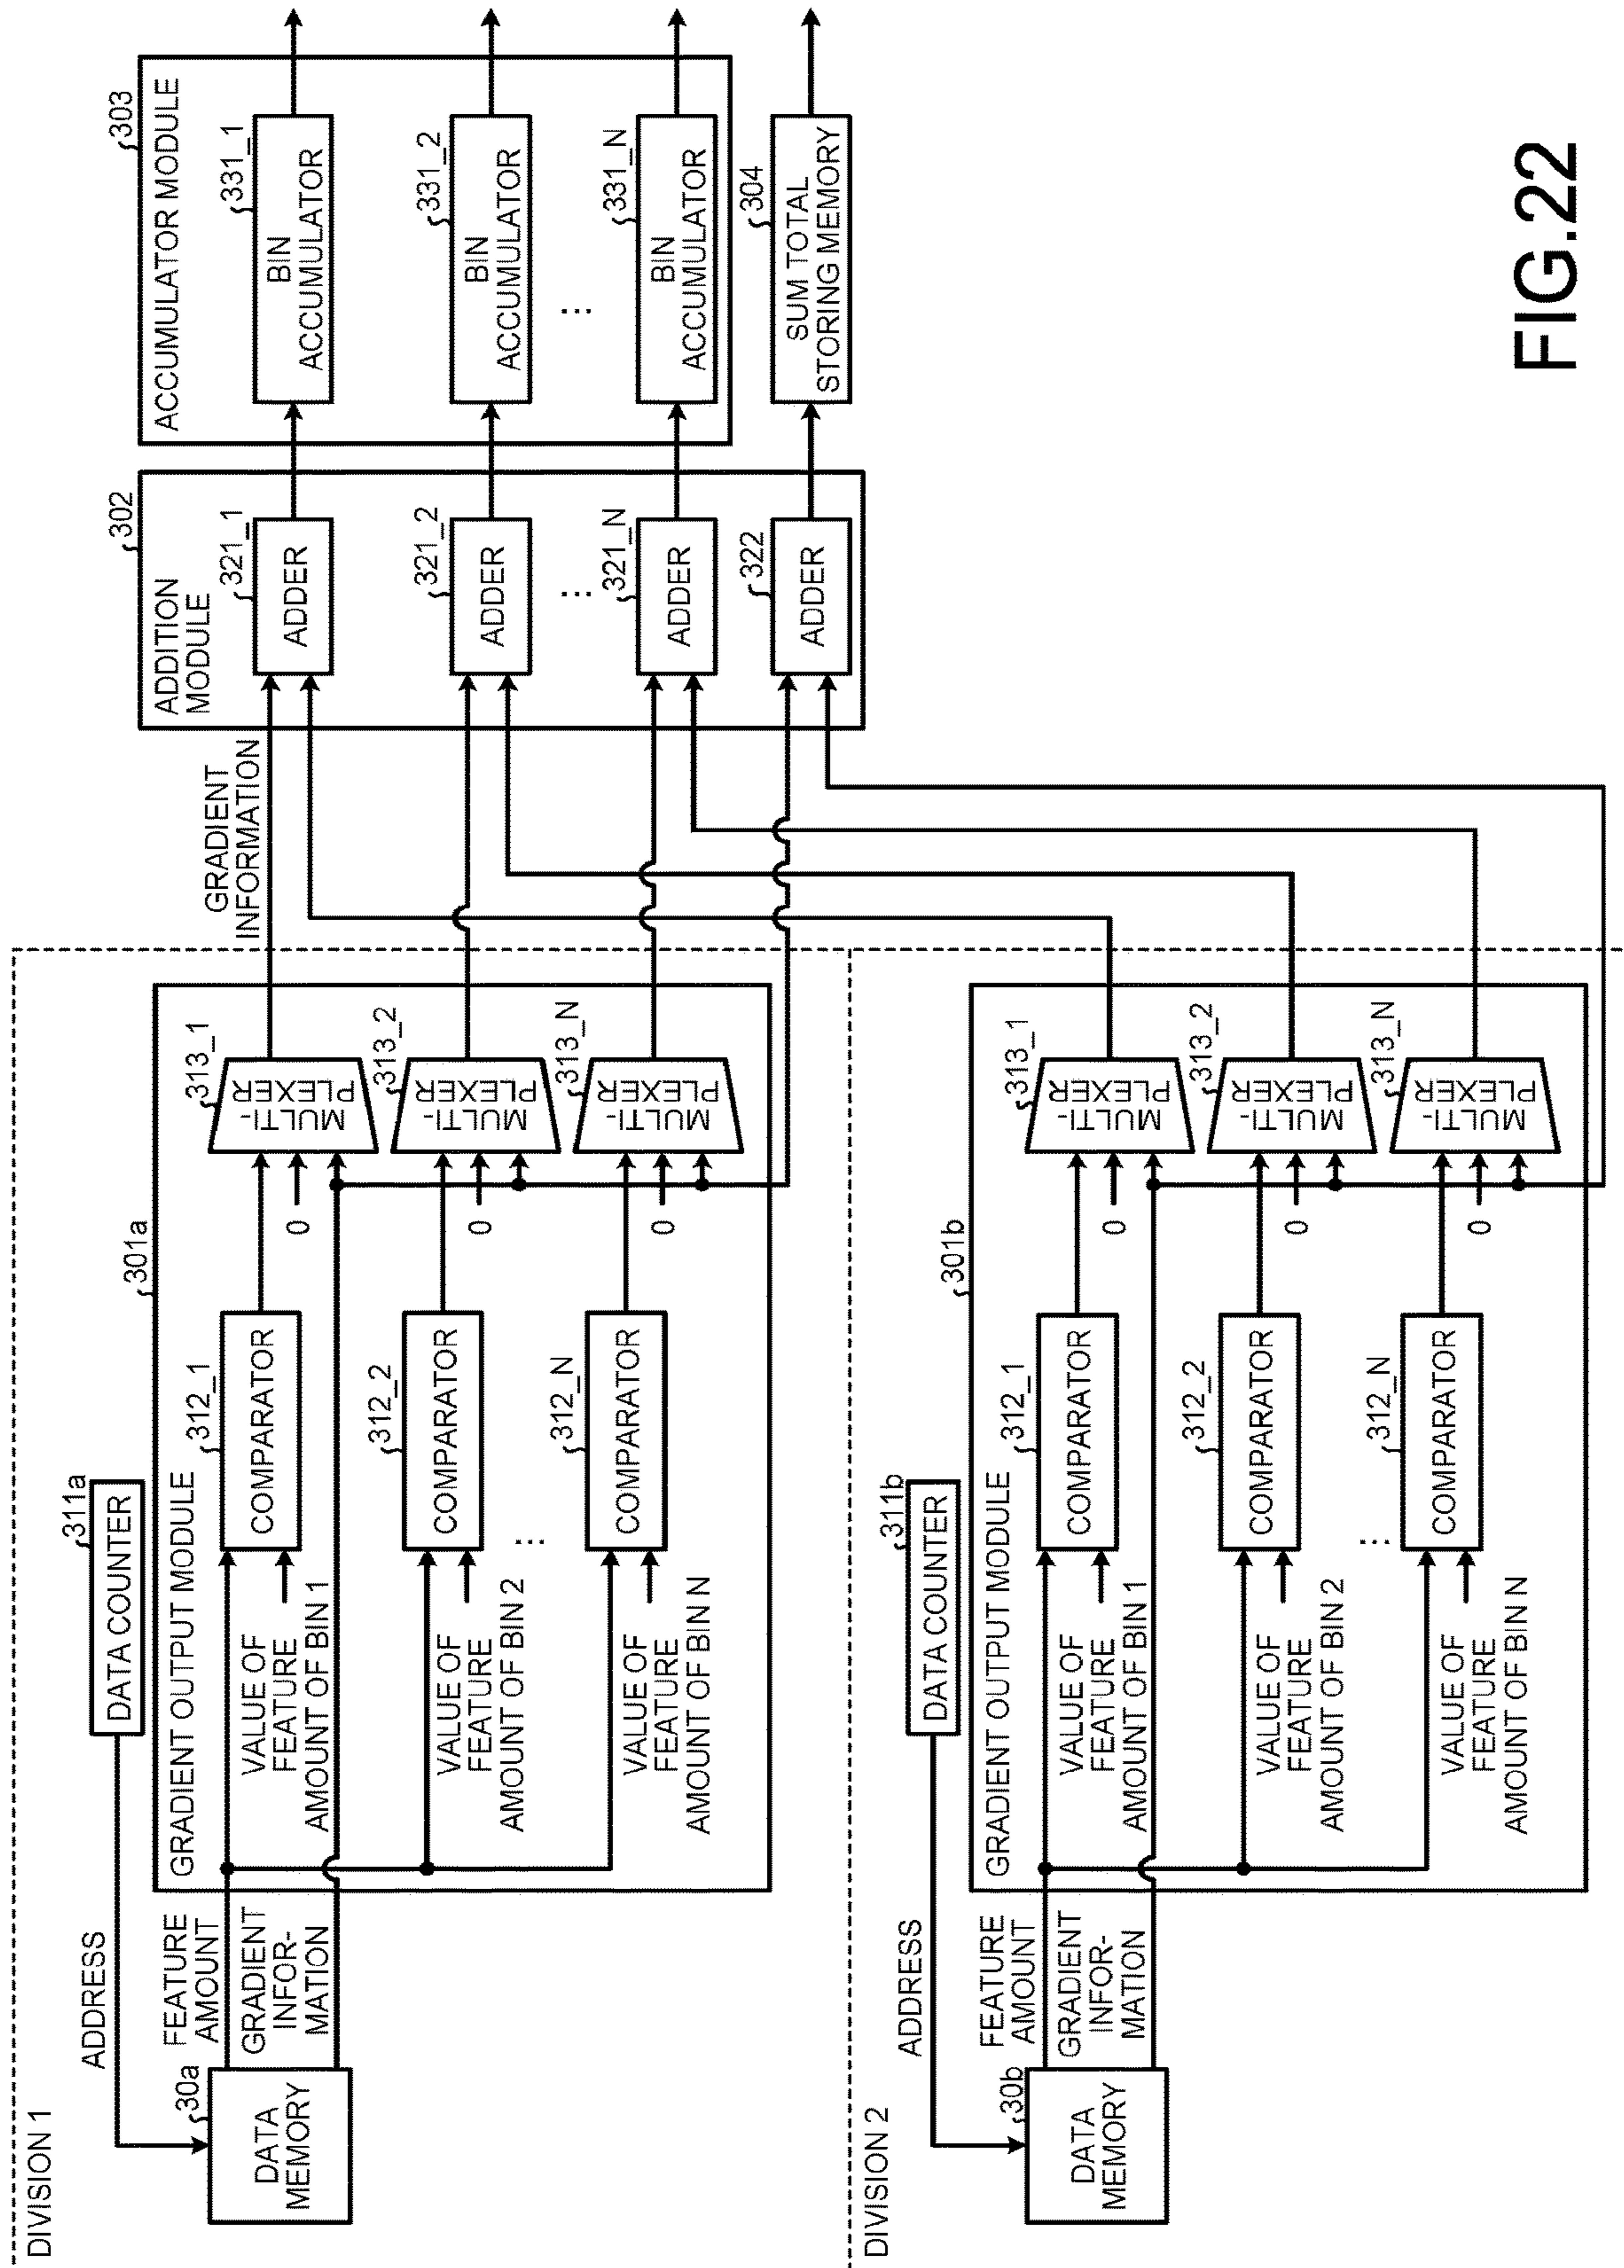 DIVISION 1
ADDRESS
311a
DATA COUNTER
30a
DATA
MEMORY
FEATURE
AMOUNT
GRADIENT
INFOR-
MATION
301a
GRADIENT OUTPUT MODULE
312_1
COMPARATOR
VALUE OF
FEATURE
AMOUNT OF BIN 1
312_2
COMPARATOR
VALUE OF
FEATURE
AMOUNT OF BIN 2
...
312_N
COMPARATOR
VALUE OF
FEATURE
AMOUNT OF BIN N
313_1
MULTI-
PLEXER
0
313_2
MULTI-
PLEXER
0
313_N
MULTI-
PLEXER
0
GRADIENT
INFORMATION
302
ADDITION
MODULE
321_1
ADDER
321_2
ADDER
...
321_N
ADDER
322
ADDER
303
ACCUMULATOR MODULE
331_1
BIN
ACCUMULATOR
331_2
BIN
ACCUMULATOR
...
331_N
BIN
ACCUMULATOR
304
SUM TOTAL
STORING MEMORY
DIVISION 2
ADDRESS
311b
DATA COUNTER
30b
DATA
MEMORY
FEATURE
AMOUNT
GRADIENT
INFOR-
MATION
301b
GRADIENT OUTPUT MODULE
312_1
COMPARATOR
VALUE OF
FEATURE
AMOUNT OF BIN 1
312_2
COMPARATOR
VALUE OF
FEATURE
AMOUNT OF BIN 2
...
312_N
COMPARATOR
VALUE OF
FEATURE
AMOUNT OF BIN N
313_1
MULTI-
PLEXER
0
313_2
MULTI-
PLEXER
0
313_N
MULTI-
PLEXER
0
FIG.22